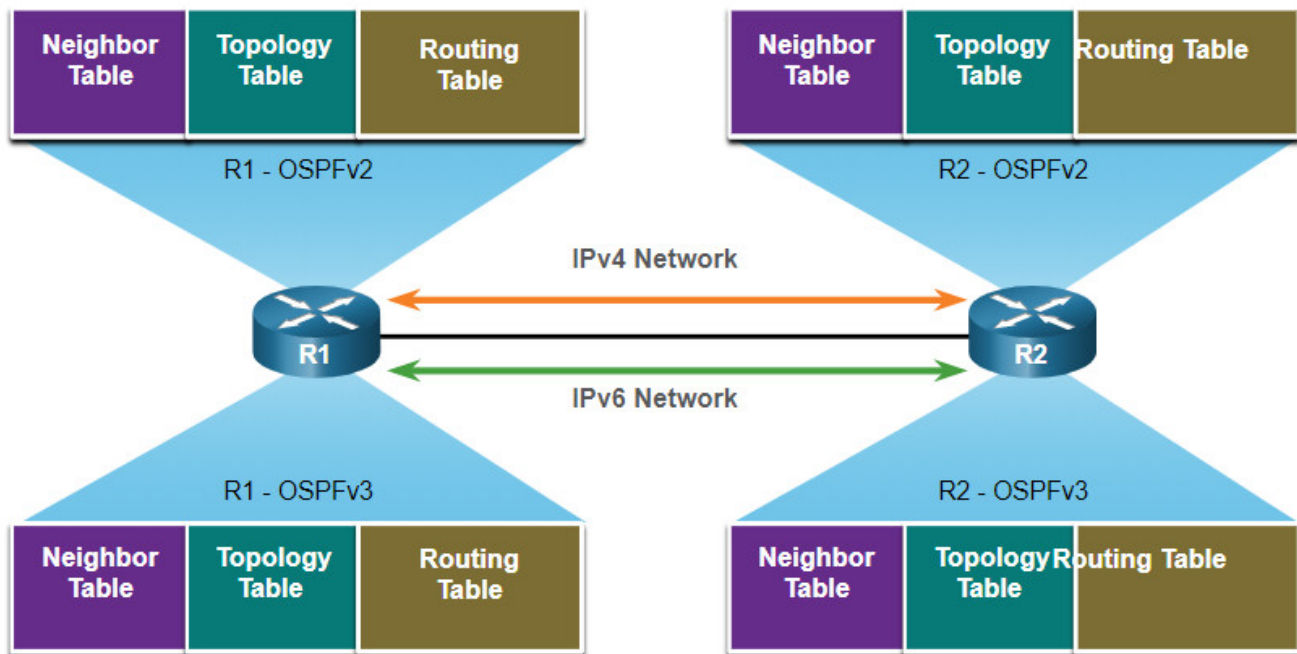 Neighbor
Table
Topology
Table
Routing
Table
Neighbor
Table
Topology
Table
Routing Table
R1 - OSPFv2
R2 - OSPFv2
IPv4 Network
R1
R2
IPv6 Network
R1 - OSPFv3
R2 - OSPFv3
Neighbor
Table
Topology
Table
Routing
Table
Neighbor
Table
Topology
Table
Routing Table